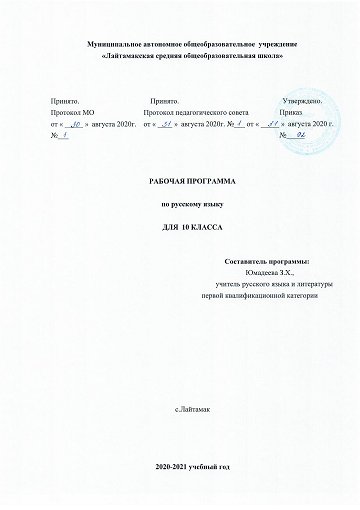 Муниципальное автономное общеобразовательное учреждение
«Лайтамакская средняя общеобразовательная школа»
Принято. Принято. Утверждено.
Протокол МО Протокол педагогического совета Приказ
от « 30 » августа 2020г. от « 31 » августа 2020г. № 1 от « 31 » августа 2020 г.
№ 1 № 82
РАБОЧАЯ ПРОГРАММА
по русскому языку
ДЛЯ 10 КЛАССА
Составитель программы:
Юмадеева З.Х.,
учитель русского языка и литературы
первой квалификационной категории
с.Лайтамак
2020-2021 учебный год